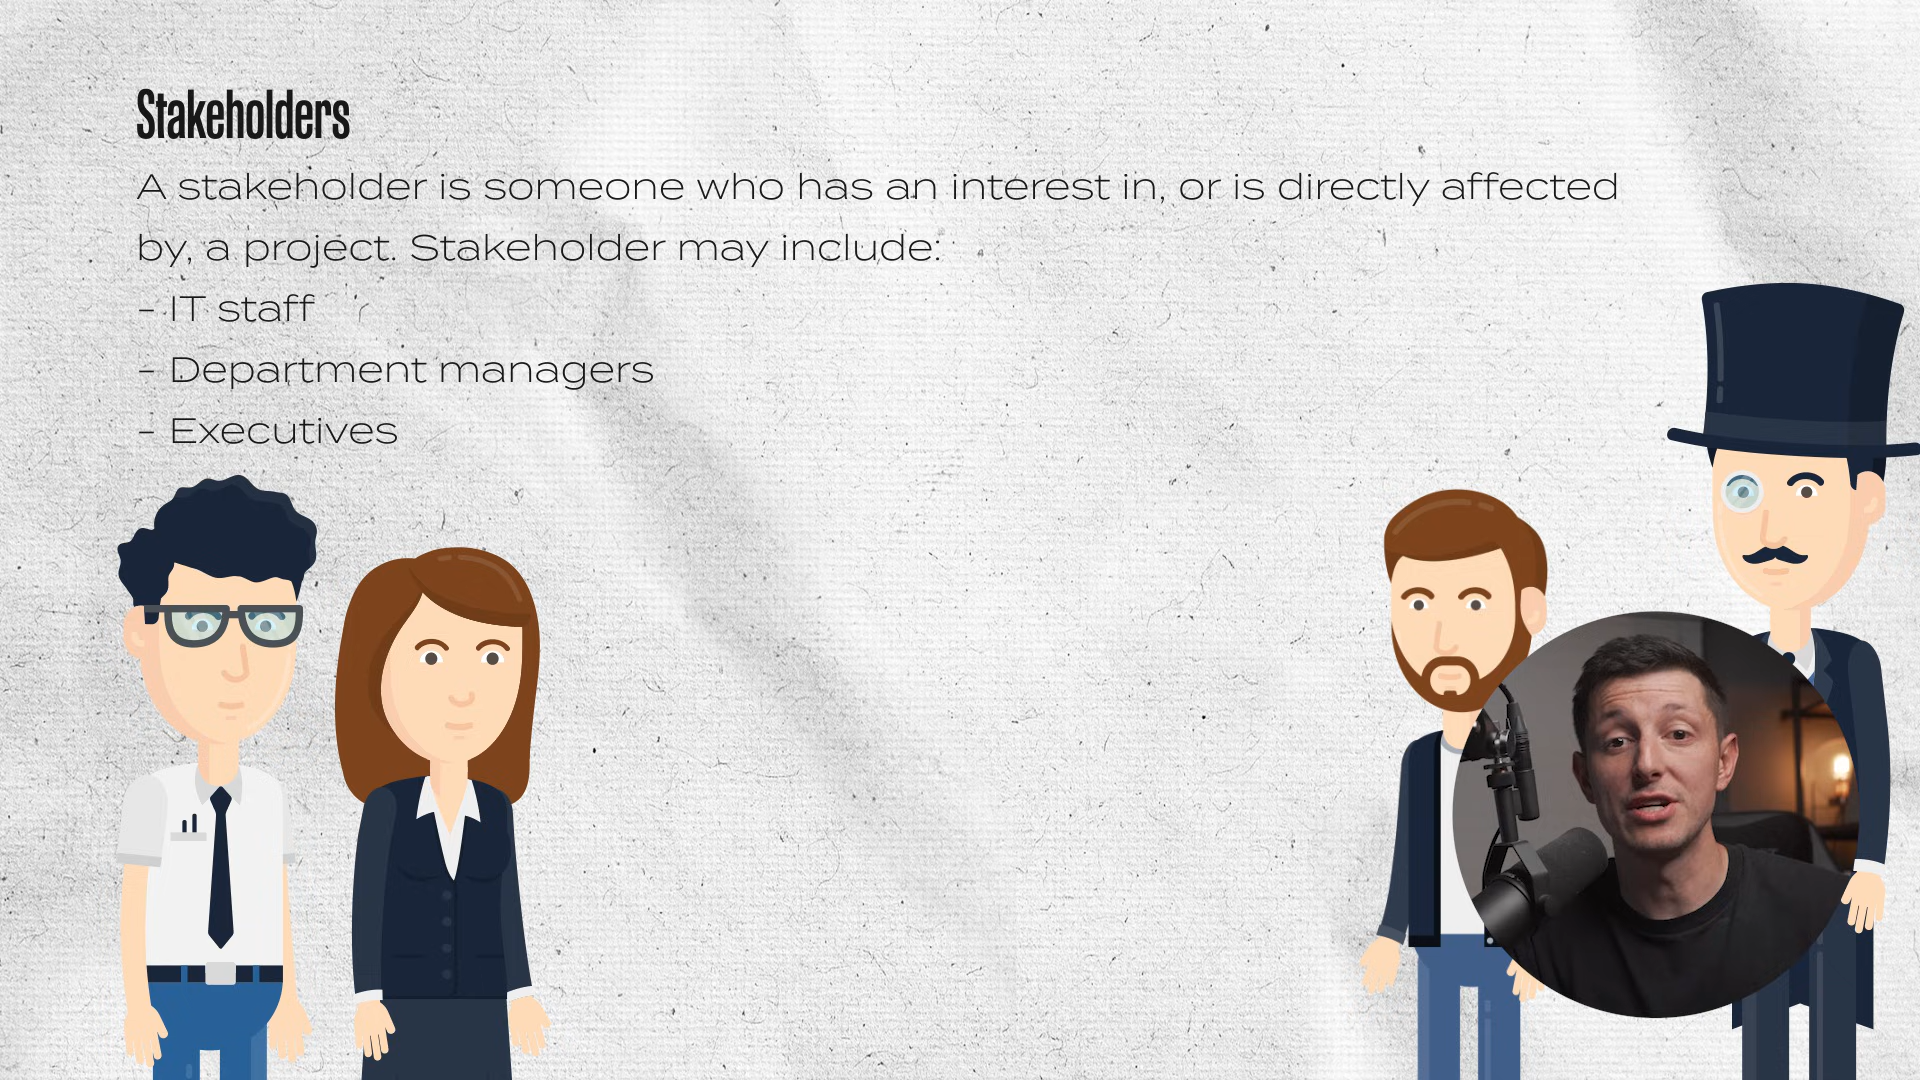 Stakeholders
A stakeholder is someone who has an interest in, or is directly affected
by, a project. Stakeholder may include:
- IT staff
- Department managers
- Executives